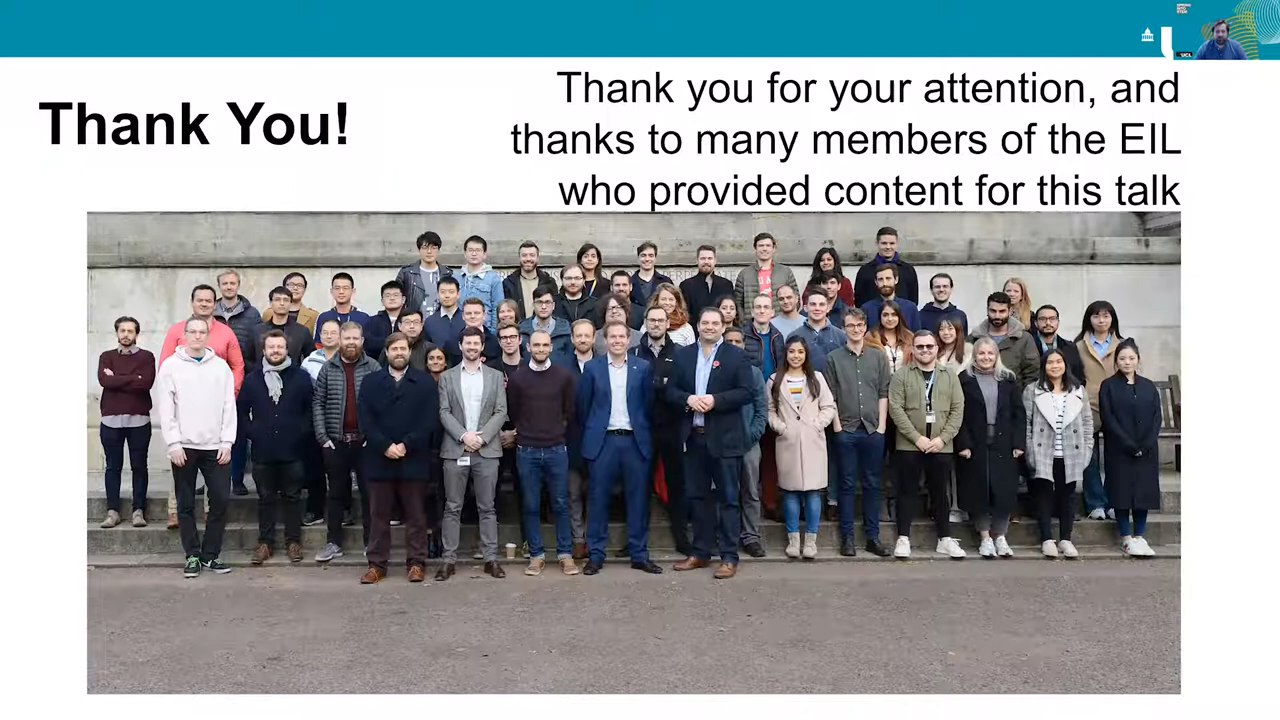 Thank You!
Thank you for your attention, and
thanks to many members of the EIL
who provided content for this talk
UCL